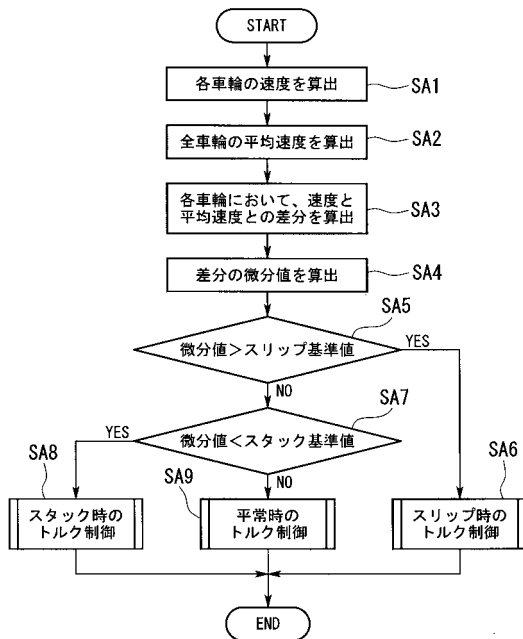 START
各車輪の速度を算出
SA1
全車輪の平均速度を算出
SA2
各車輪において、速度と
平均速度との差分を算出
SA3
差分の微分値を算出
SA4
SA5
微分値>スリップ基準値
YES
NO
SA7
YES
微分値<スタック基準値
SA8
SA9
NO
SA6
スタック時の
トルク制御
平常時の
トルク制御
スリップ時の
トルク制御
END